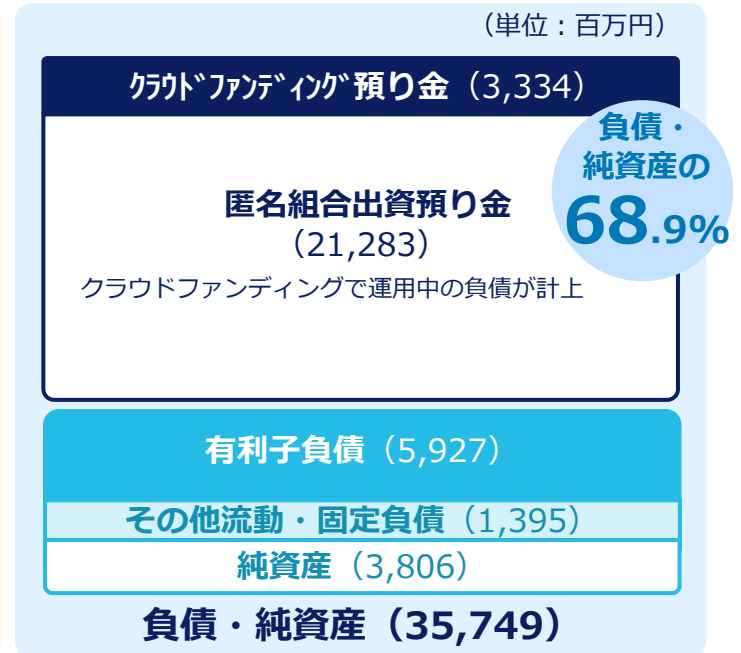 （単位：百万円）
ｸﾗｳﾄﾞﾌｧﾝﾃﾞｨﾝｸﾞ預り金（3,334）
負債・
純資産の
68.9%
匿名組合出資預り金
（21,283）
クラウドファンディングで運用中の負債が計上
有利子負債（5,927）
その他流動・固定負債（1,395）
純資産（3,806）
負債・純資産（35,749）